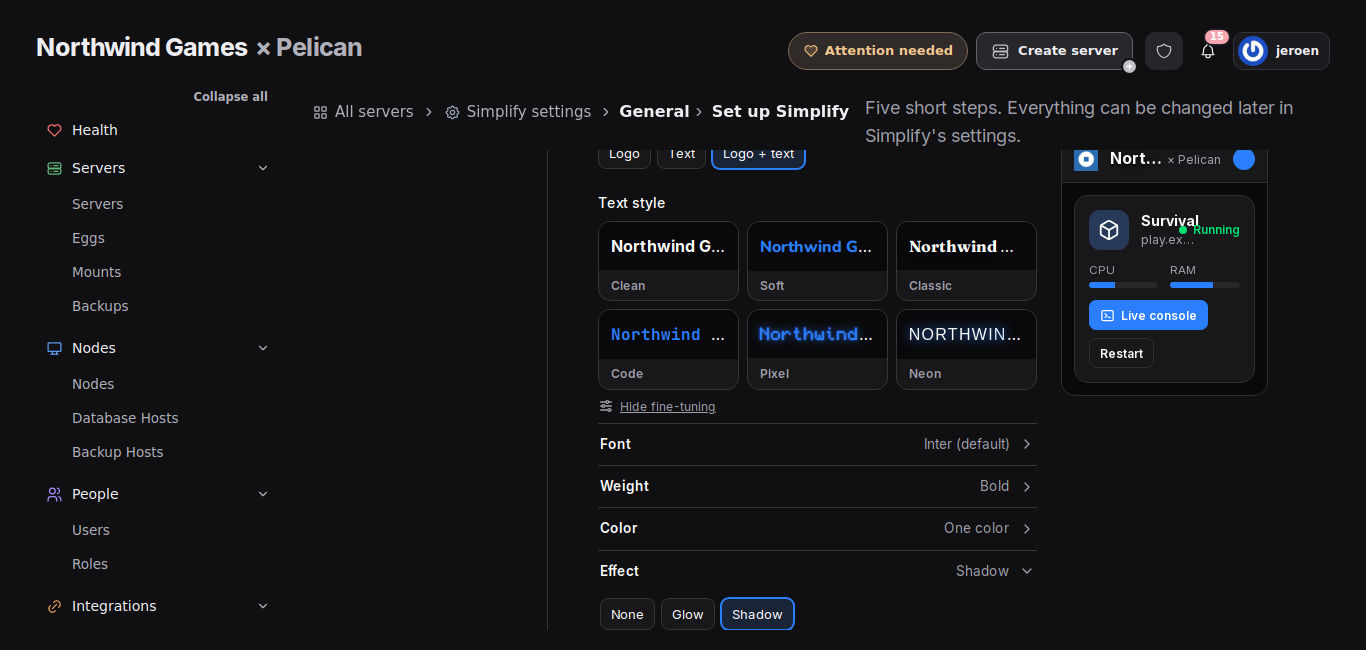 Northwind Games × Pelican
Attention needed
Create server
15
jeroen
Collapse all
Health
Servers
Servers
Eggs
Mounts
Backups
Nodes
Nodes
Database Hosts
Backup Hosts
People
Users
Roles
Integrations
All servers > Simplify settings > General > Set up Simplify
Five short steps. Everything can be changed later in
Simplify's settings.
Logo Text Logo + text
Text style
Northwind G... Northwind G... Northwind ...
Clean Soft Classic
Northwind ... Northwind... NORTHWIN...
Code Pixel Neon
Hide fine-tuning
Font Inter (default)
Weight Bold
Color One color
Effect Shadow
None Glow Shadow
Nort... × Pelican
Survival
Running
play.ex...
CPU RAM
Live console
Restart